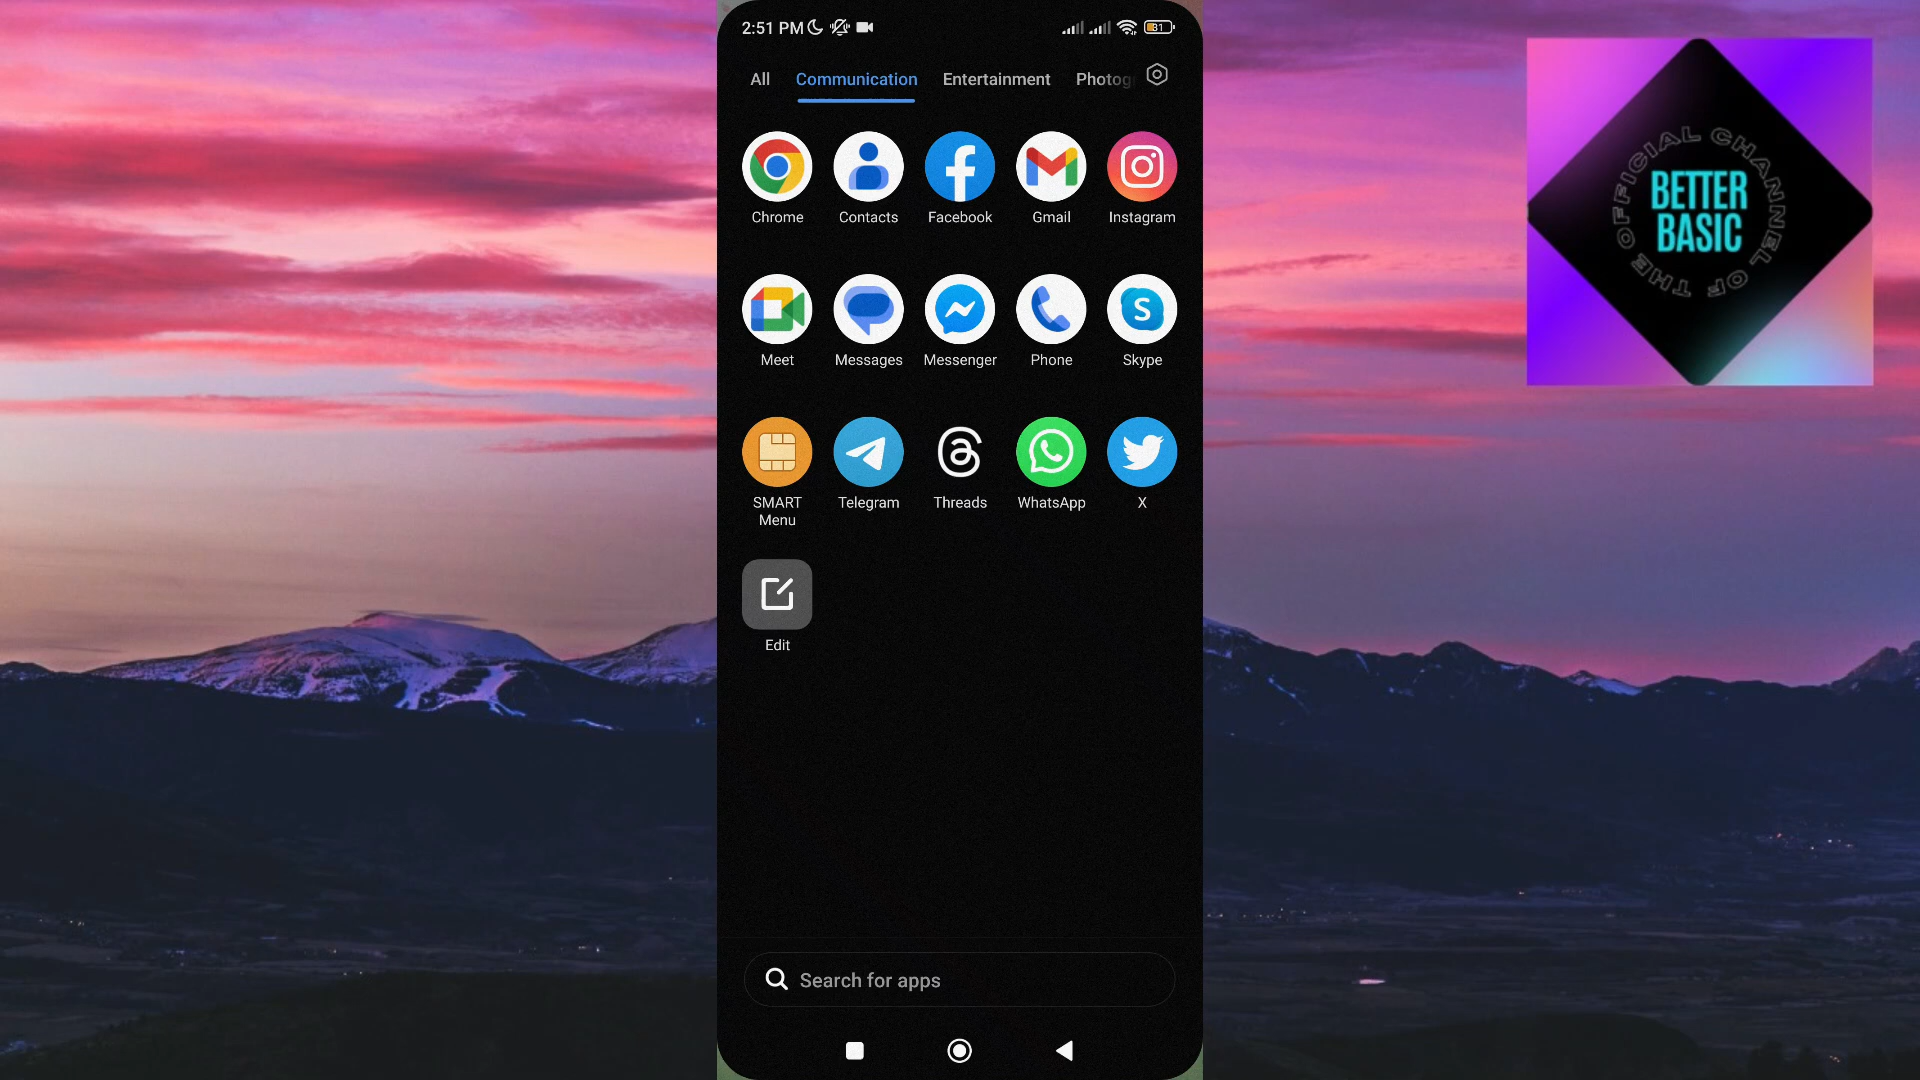 2:51 PM
31
All Communication Entertainment Photog
Chrome Contacts Facebook Gmail Instagram
Meet Messages Messenger Phone Skype
S
SMART Menu Telegram Threads WhatsApp X
Edit
Search for apps
BETTER
BASIC
OFFICIAL CHANNEL OF THE